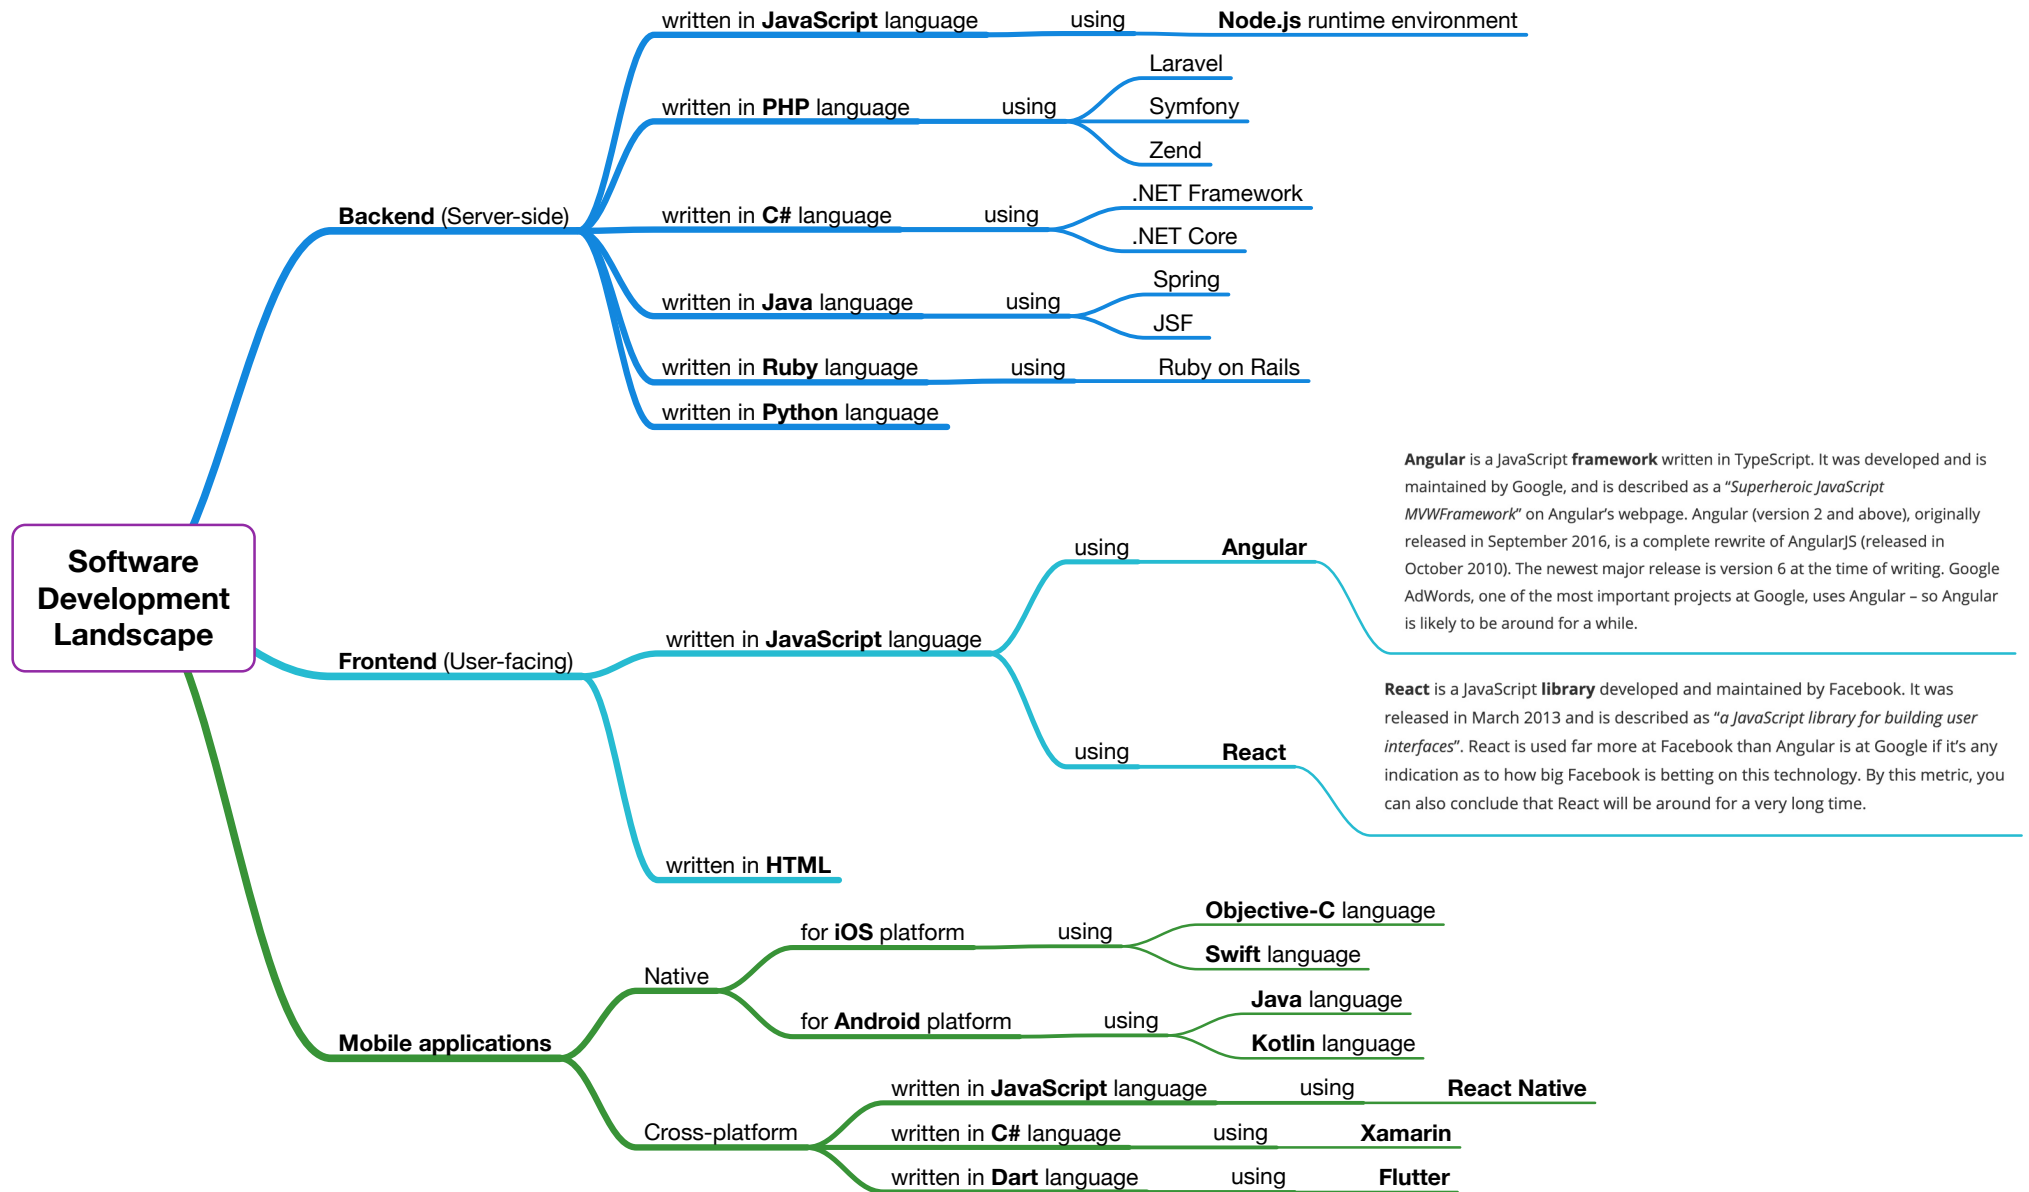 written in JavaScript language using Node.js runtime environment
Laravel
written in PHP language using Symfony
Zend
.NET Framework
Backend (Server-side) written in C# language using
.NET Core
Spring
written in Java language using
JSF
written in Ruby language using Ruby on Rails
written in Python language
Software
Development
Landscape
Angular is a JavaScript framework written in TypeScript. It was developed and is
maintained by Google, and is described as a “Superheroic JavaScript
MVWFramework” on Angular’s webpage. Angular (version 2 and above), originally
released in September 2016, is a complete rewrite of AngularJS (released in
October 2010). The newest major release is version 6 at the time of writing. Google
AdWords, one of the most important projects at Google, uses Angular – so Angular
is likely to be around for a while.
using Angular
written in JavaScript language
Frontend (User-facing)
React is a JavaScript library developed and maintained by Facebook. It was
released in March 2013 and is described as “a JavaScript library for building user
interfaces”. React is used far more at Facebook than Angular is at Google if it’s any
indication as to how big Facebook is betting on this technology. By this metric, you
can also conclude that React will be around for a very long time.
using React
written in HTML
Objective-C language
for iOS platform using
Swift language
Native
Java language
for Android platform using
Kotlin language
Mobile applications
written in JavaScript language using React Native
Cross-platform written in C# language using Xamarin
written in Dart language using Flutter